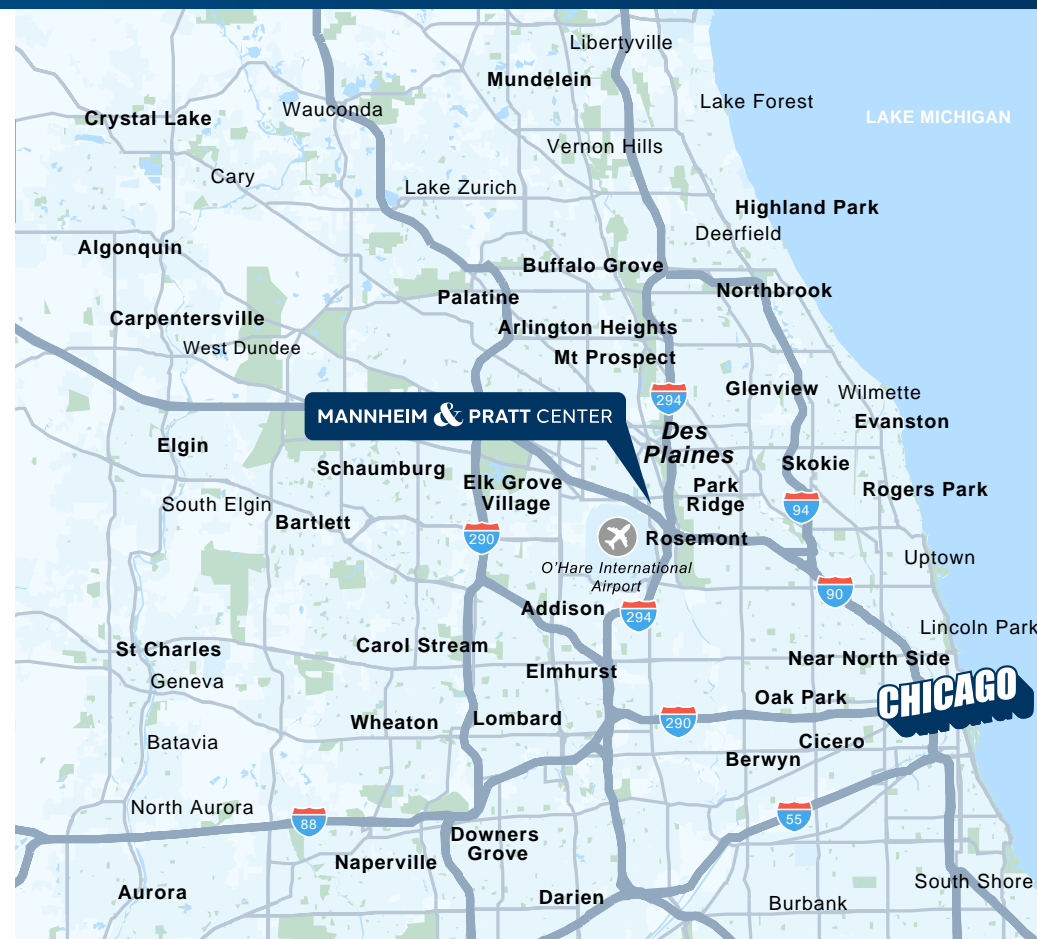 Libertyville
Mundelein
Lake Forest
Wauconda
Crystal Lake
LAKE MICHIGAN
Vernon Hills
Cary
Lake Zurich
Highland Park
Deerfield
Algonquin
Buffalo Grove
Northbrook
Palatine
Carpentersville
Arlington Heights
West Dundee
Mt Prospect
Glenview
Wilmette
294
MANNHEIM & PRATT CENTER
Evanston
Des
Plaines
Elgin
Schaumburg
Skokie
Elk Grove
Village
Park
Ridge
Rogers Park
South Elgin
94
Bartlett
290
Rosemont
Uptown
O'Hare International
Airport
90
Addison
294
Lincoln Park
Carol Stream
St Charles
Near North Side
Elmhurst
Geneva
Oak Park
CHICAGO
Wheaton
Lombard
290
Batavia
Cicero
Berwyn
North Aurora
88
55
Downers
Grove
Naperville
South Shore
Aurora
Darien
Burbank